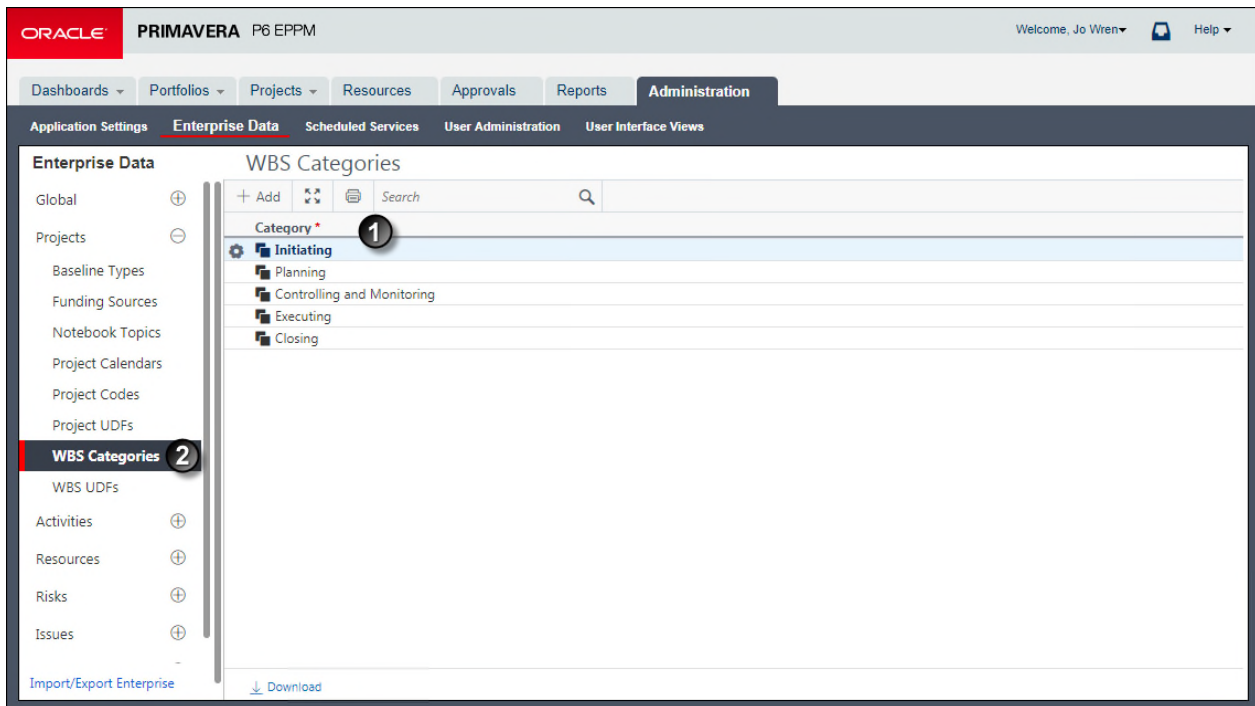 ORACLE PRIMAVERA P6 EPPM Welcome, Jo Wren Help
Dashboards Portfolios Projects Resources Approvals Reports Administration
Application Settings Enterprise Data Scheduled Services User Administration User Interface Views
Enterprise Data
Global
Projects
Baseline Types
Funding Sources
Notebook Topics
Project Calendars
Project Codes
Project UDFs
WBS Categories 2
WBS UDFs
Activities
Resources
Risks
Issues
Import/Export Enterprise
WBS Categories
+ Add Search
Category * 1
Initiating
Planning
Controlling and Monitoring
Executing
Closing
Download